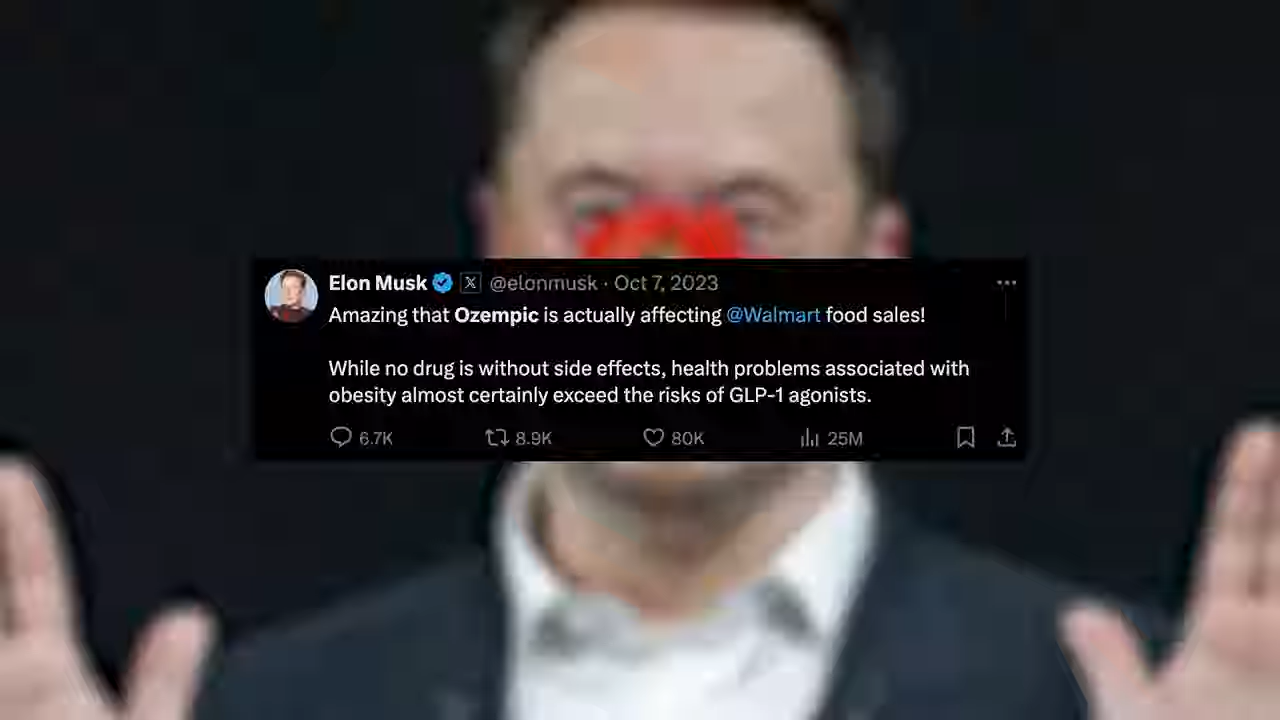 Elon Musk @elonmusk · Oct 7, 2023
Amazing that Ozempic is actually affecting @Walmart food sales!
While no drug is without side effects, health problems associated with
obesity almost certainly exceed the risks of GLP-1 agonists.
6.7K 8.9K 80K 25M